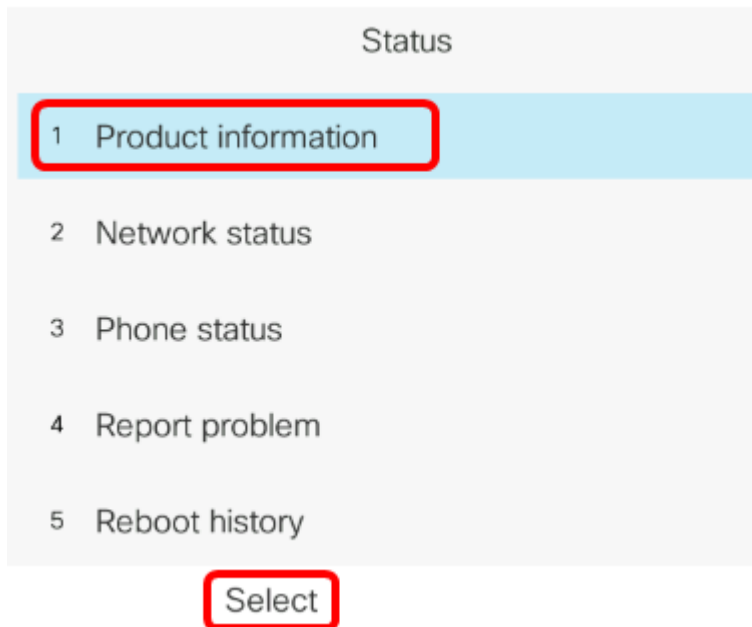 Status
1 Product information
2 Network status
3 Phone status
4 Report problem
5 Reboot history
Select